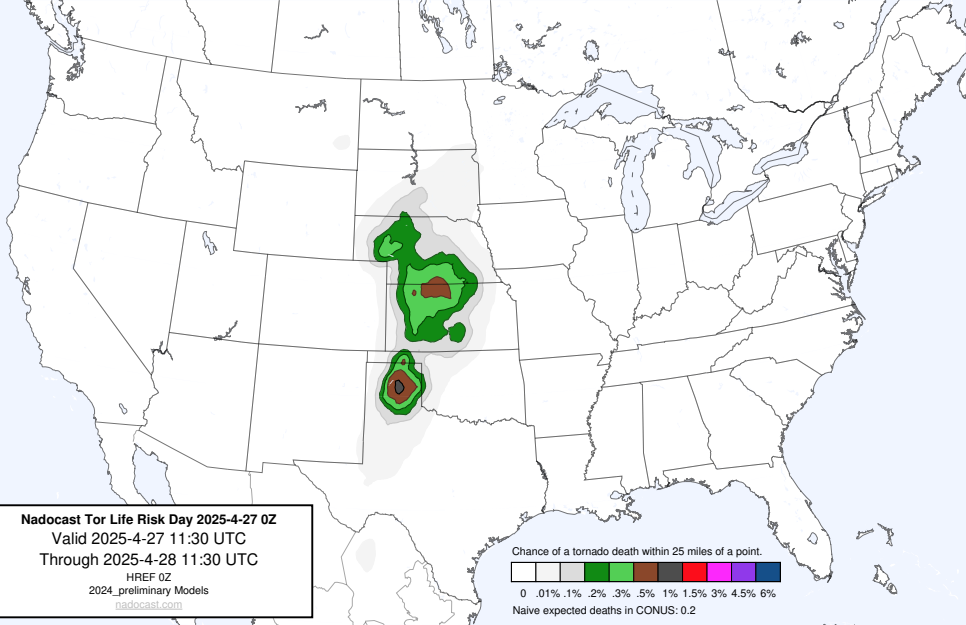 Nadocast Tor Life Risk Day 2025-4-27 0Z
Valid 2025-4-27 11:30 UTC
Through 2025-4-28 11:30 UTC
HREF 0Z
2024_preliminary Models
nadocast.com
Chance of a tornado death within 25 miles of a point.
0 .01% .1% .2% .3% .5% 1% 1.5% 3% 4.5% 6%
Naive expected deaths in CONUS: 0.2